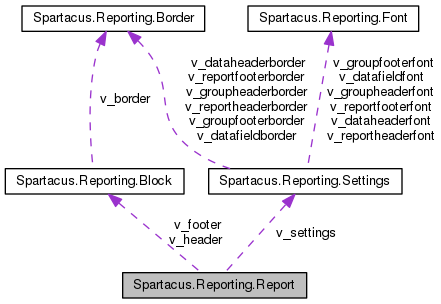 Spartacus.Reporting.Border
Spartacus.Reporting.Font
v_dataheaderborder
v_reportfooterborder
v_groupheaderborder
v_reportheaderborder
v_groupfooterborder
v_datafieldborder
v_groupfooterfont
v_datafieldfont
v_groupheaderfont
v_reportfooterfont
v_dataheaderfont
v_reportheaderfont
v_border
Spartacus.Reporting.Block
Spartacus.Reporting.Settings
v_footer
v_header
v_settings
Spartacus.Reporting.Report